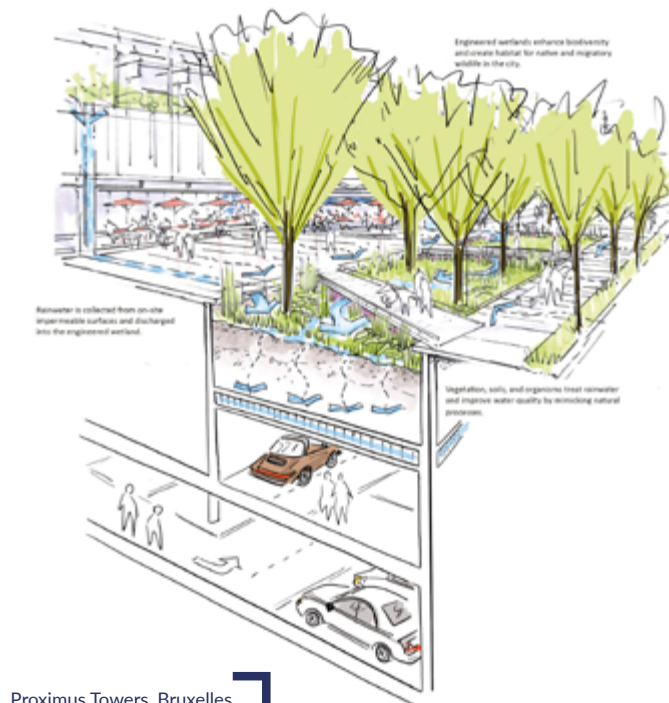 Engineered wetlands enhance biodiversity
and create habitat for native and migratory
wildlife in the city.
Rainwater is collected from on-site
impermeable surfaces and discharged
into the engineered wetland.
Vegetation, soils, and organisms treat rainwater
and improve water quality by mimicking natural
processes.
Proximus Towers, Bruxelles